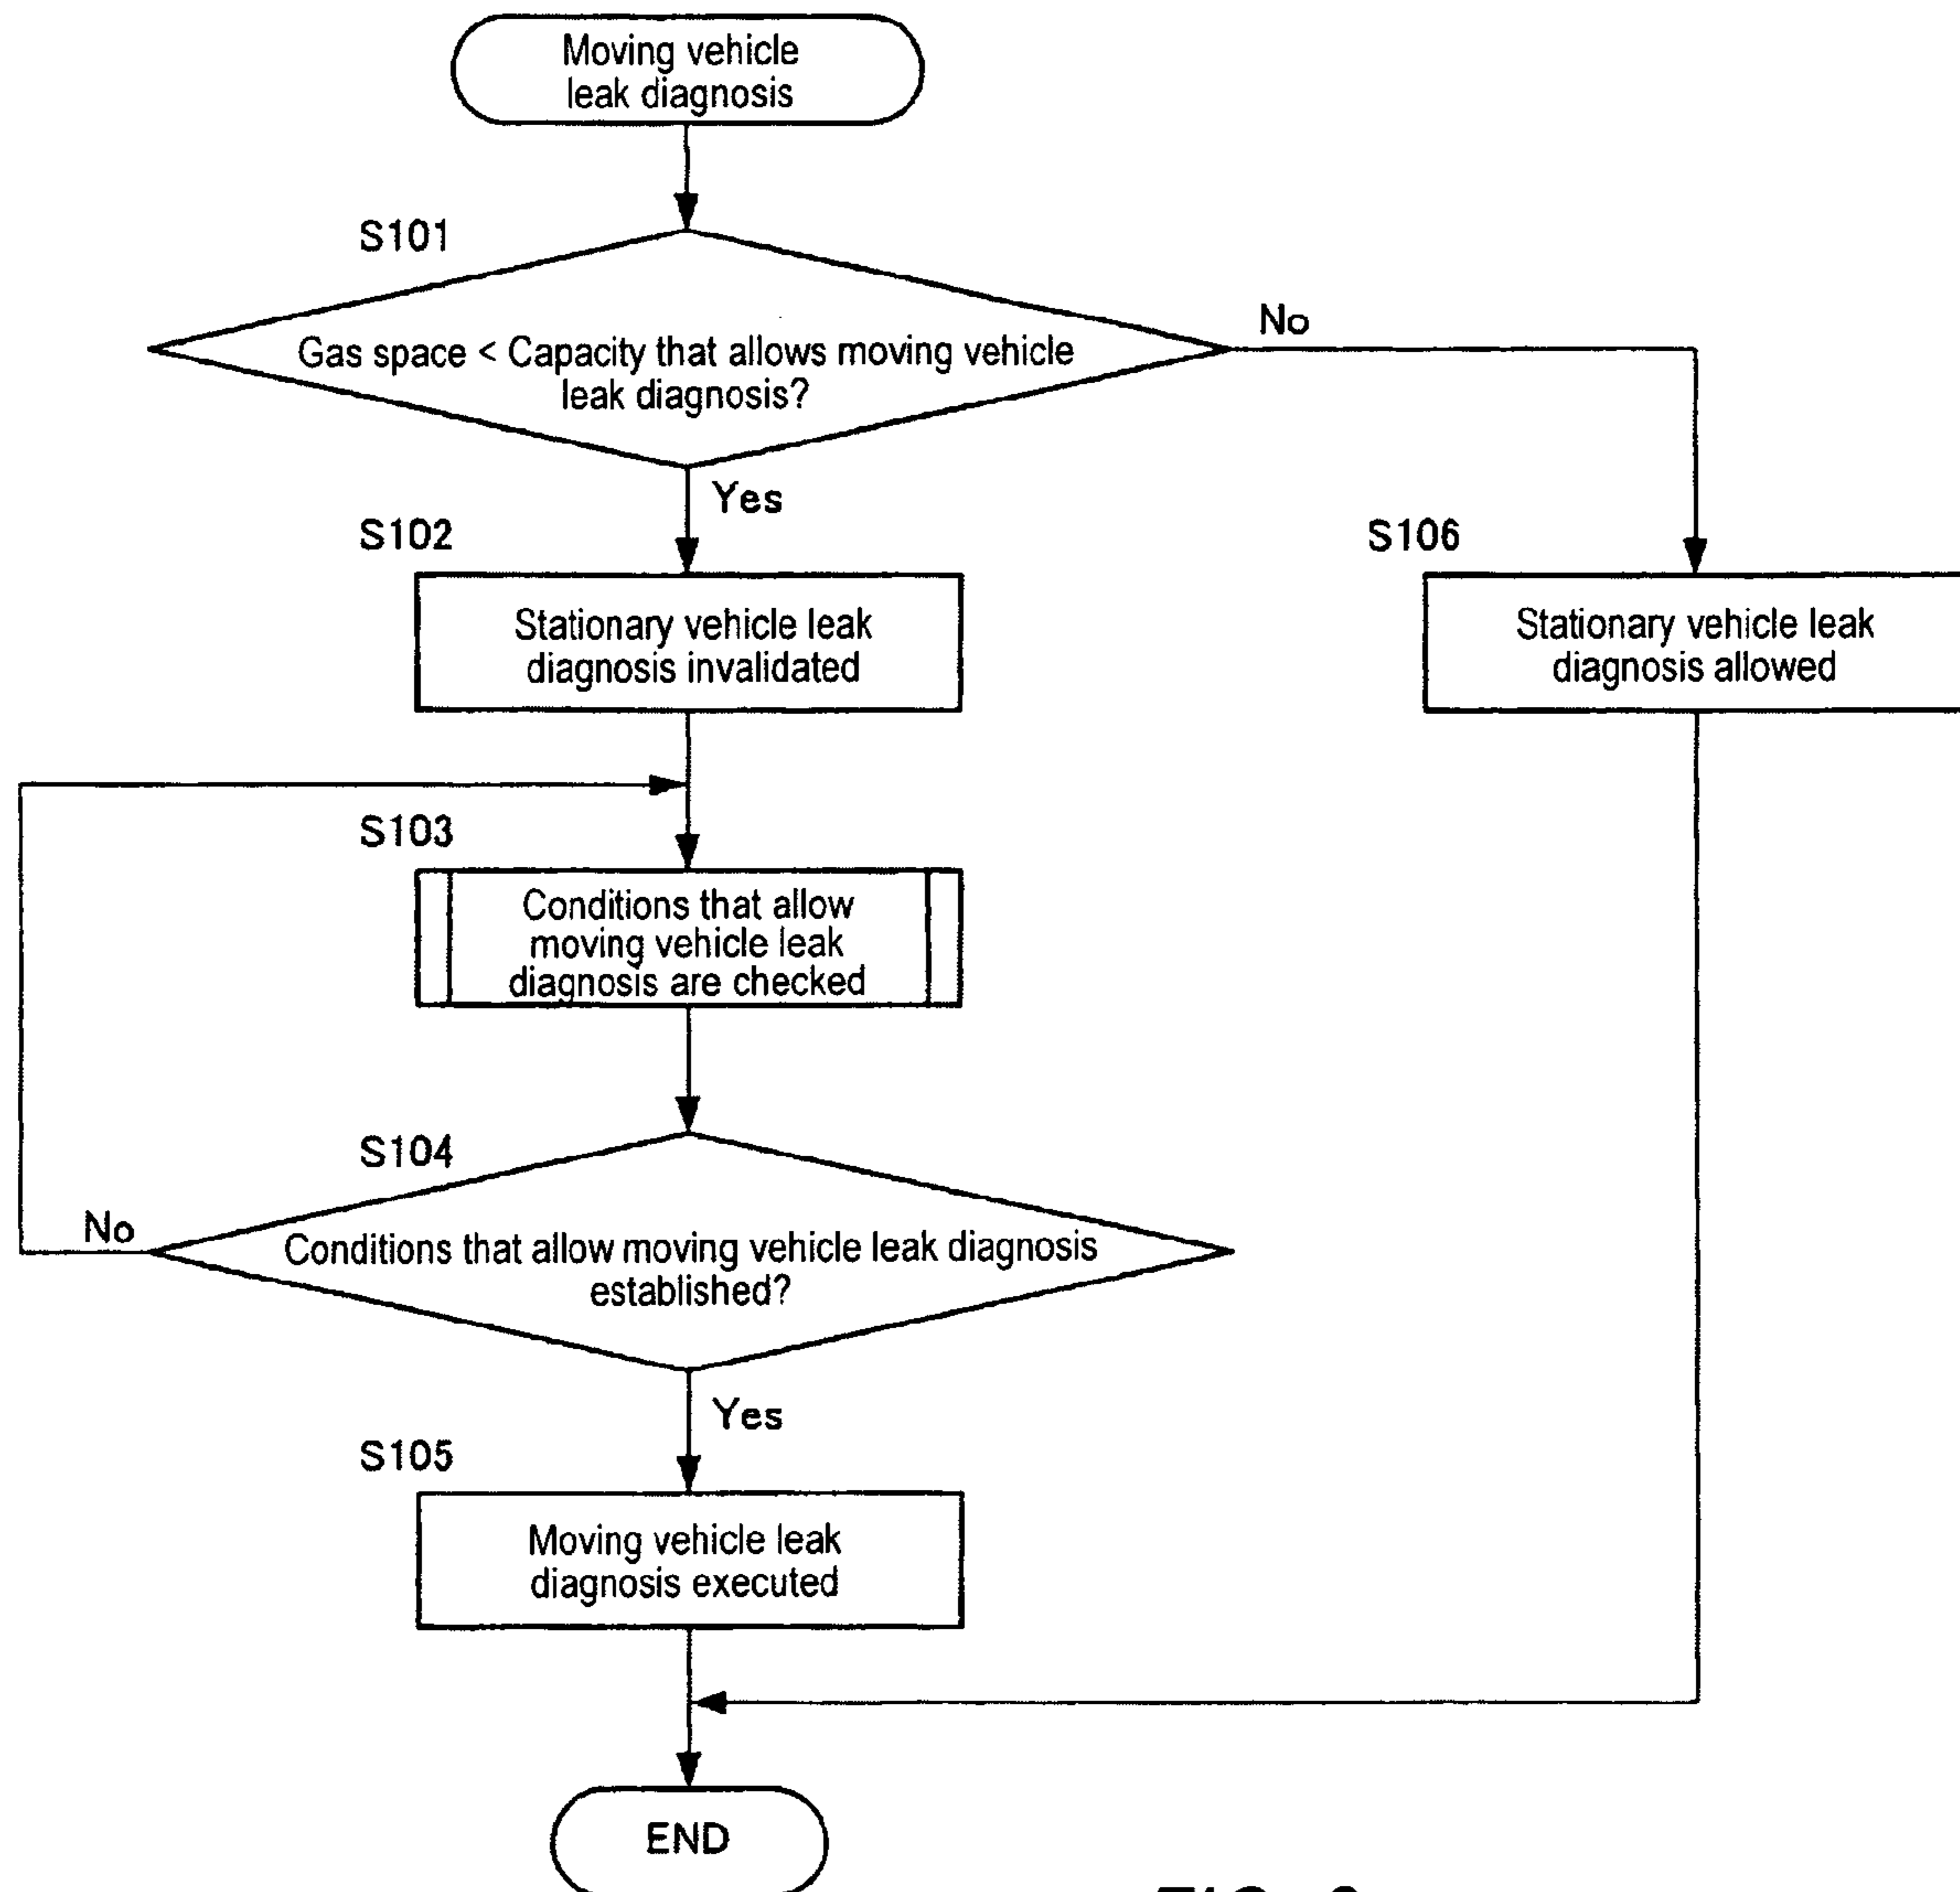 Moving vehicle
leak diagnosis
S101
Gas space < Capacity that allows moving vehicle
leak diagnosis?
No
Yes
S102
Stationary vehicle leak
diagnosis invalidated
S106
Stationary vehicle leak
diagnosis allowed
S103
Conditions that allow
moving vehicle leak
diagnosis are checked
S104
No
Conditions that allow moving vehicle leak diagnosis
established?
Yes
S105
Moving vehicle leak
diagnosis executed
END